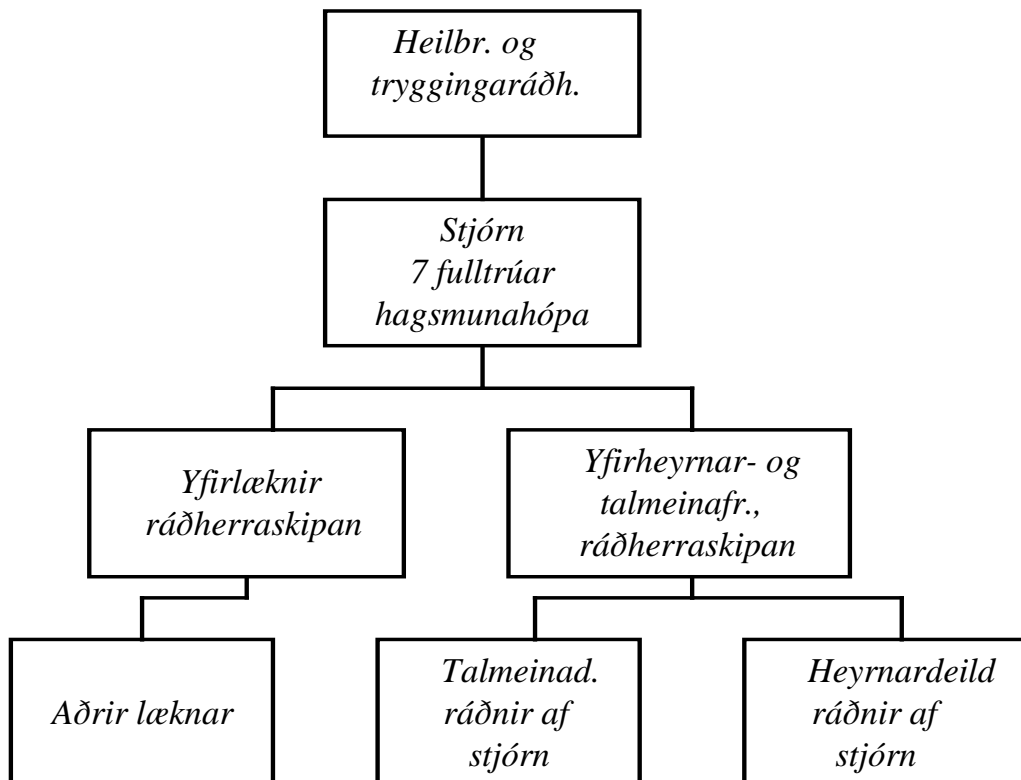 Heilbr. og
tryggingaráðh.
Stjórn
7 fulltrúar
hagsmunahópa
Yfirlæknir
ráðherraskipan
Yfirheyrnar- og
talmeinafr.,
ráðherraskipan
Aðrir læknar
Talmeinad.
ráðnir af
stjórn
Heyrnardeild
ráðnir af
stjórn